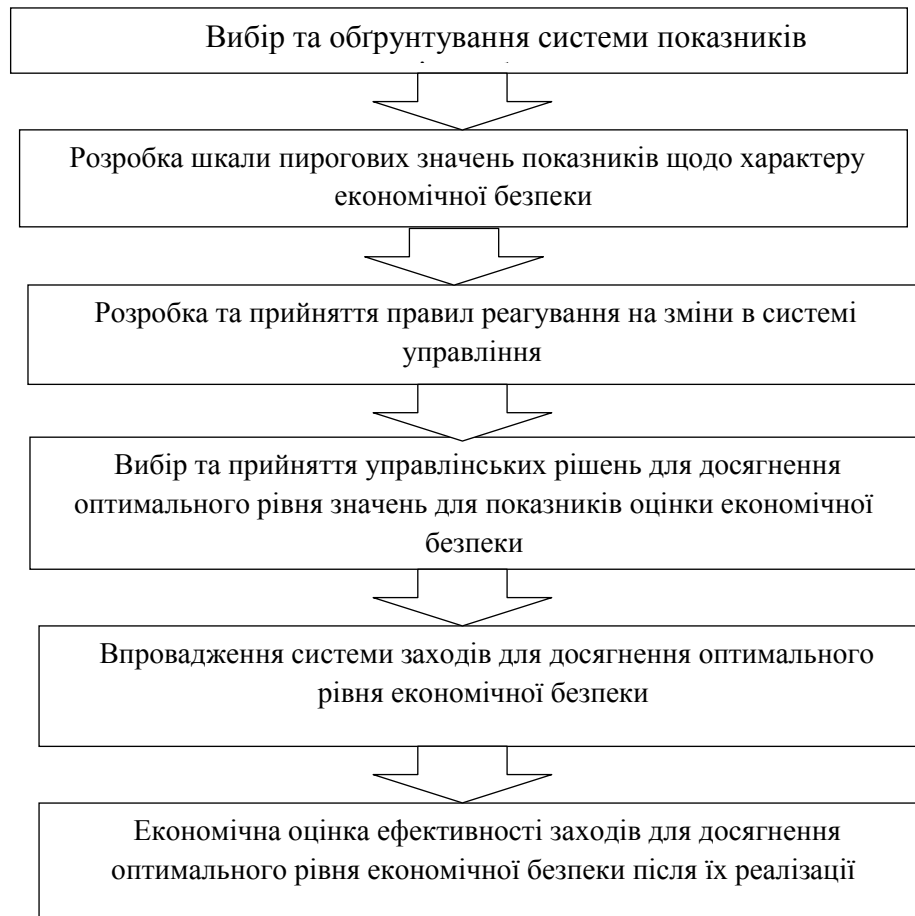 Вибір та обґрунтування системи показників
Розробка шкали пирогових значень показників щодо характеру
економічної безпеки
Розробка та прийняття правил реагування на зміни в системі
управління
Вибір та прийняття управлінських рішень для досягнення
оптимального рівня значень для показників оцінки економічної
безпеки
Впровадження системи заходів для досягнення оптимального
рівня економічної безпеки
Економічна оцінка ефективності заходів для досягнення
оптимального рівня економічної безпеки після їх реалізації